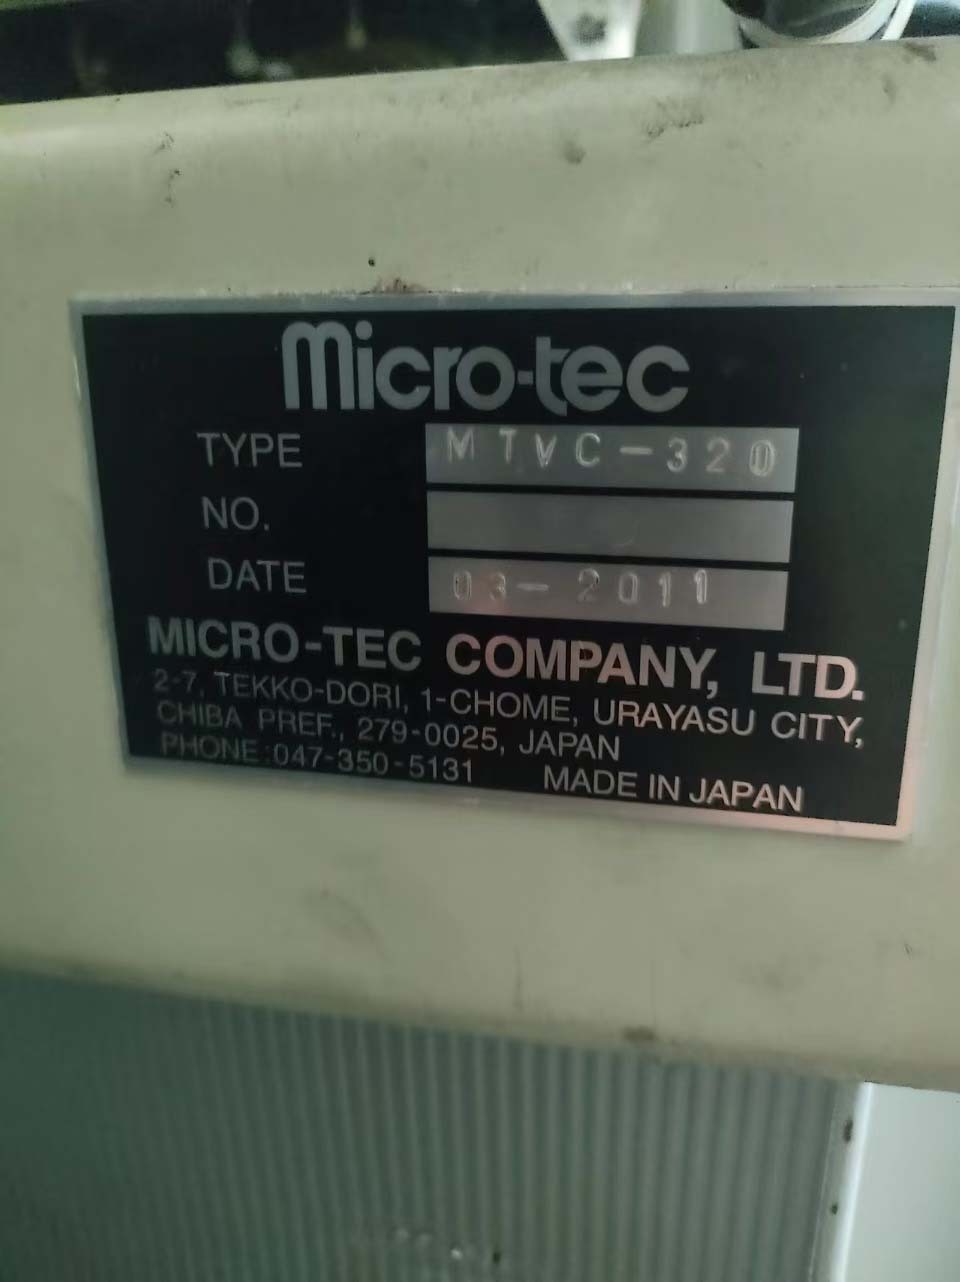 Micro-tec
TYPE MTVC-320
NO.
DATE 03-2011
MICRO-TEC COMPANY, LTD.
2-7, TEKKO-DORI, 1-CHOME, URAYASU CITY,
CHIBA PREF., 279-0025, JAPAN
PHONE:047-350-5131 MADE IN JAPAN